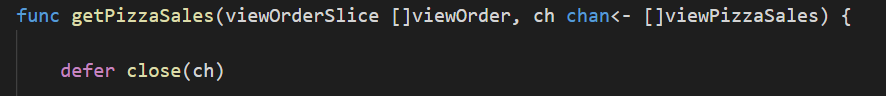 func getPizzaSales(viewOrderSlice []viewOrder, ch chan<- []viewPizzaSales) {
defer close(ch)